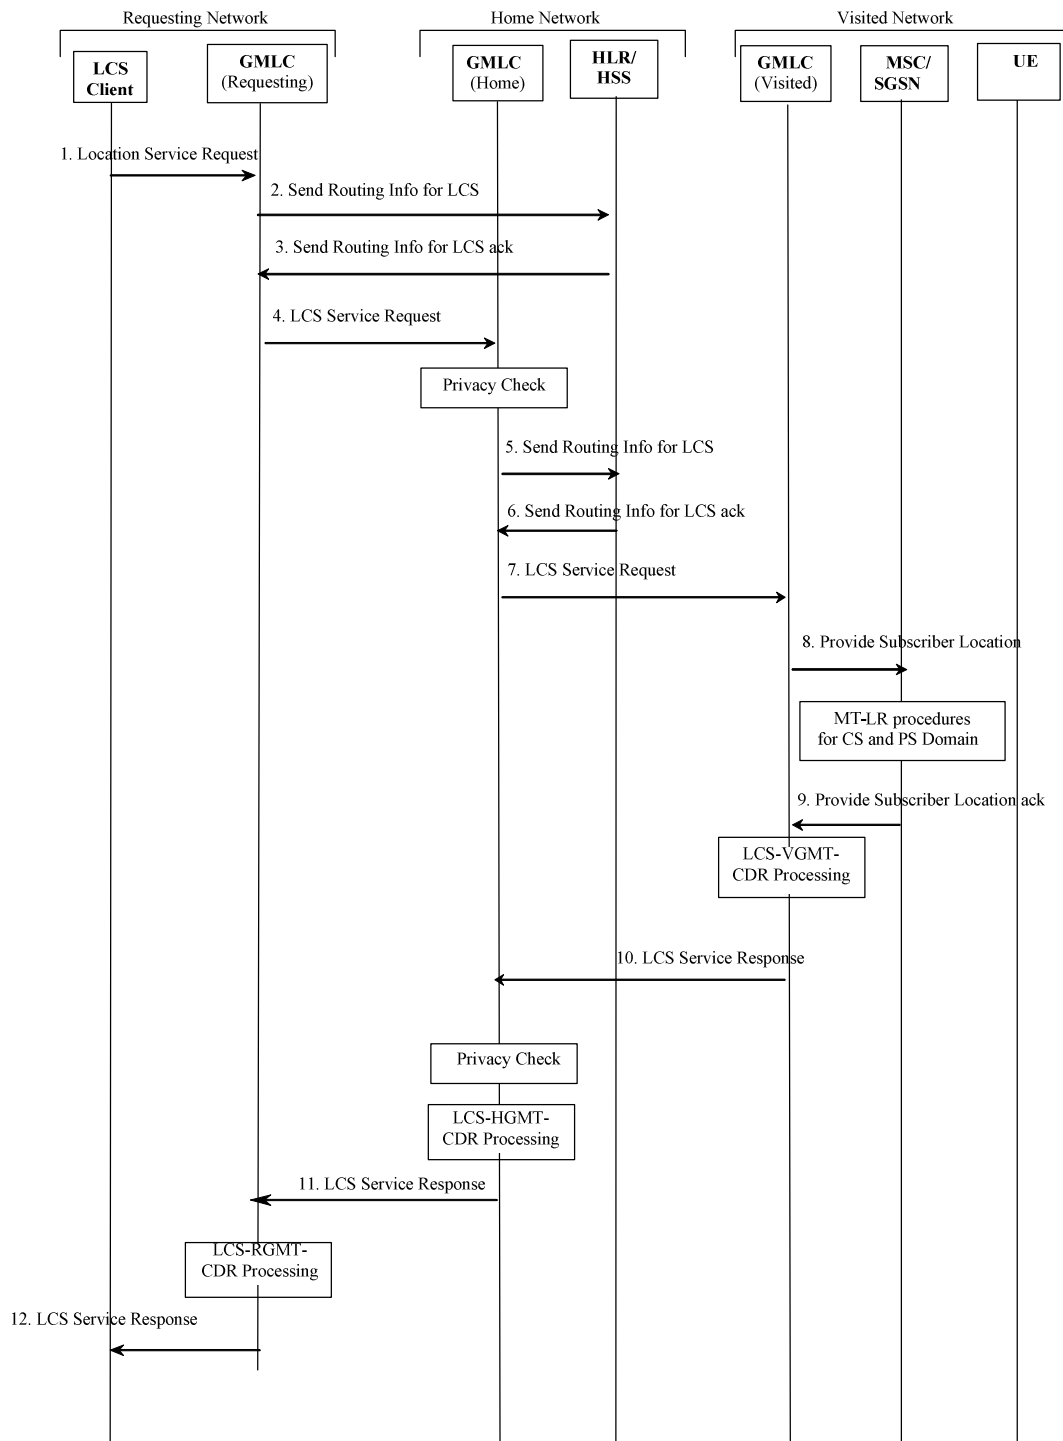 Requesting Network
Home Network
Visited Network
LCS
Client
GMLC
(Requesting)
GMLC
(Home)
HLR/
HSS
GMLC
(Visited)
MSC/
SGSN
UE
1. Location Service Request
2. Send Routing Info for LCS
3. Send Routing Info for LCS ack
4. LCS Service Request
Privacy Check
5. Send Routing Info for LCS
6. Send Routing Info for LCS ack
7. LCS Service Request
8. Provide Subscriber Location
MT-LR procedures
for CS and PS Domain
9. Provide Subscriber Location ack
LCS-VGMT-
CDR Processing
10. LCS Service Response
Privacy Check
LCS-HGMT-
CDR Processing
11. LCS Service Response
LCS-RGMT-
CDR Processing
12. LCS Service Response